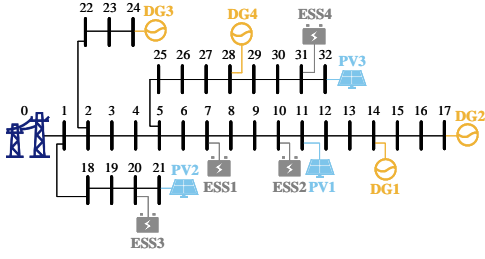 22 23 24 DG3 DG4 ESS4
25 26 27 28 29 30 31 32 PV3
0 1 2 3 4 5 6 7 8 9 10 11 12 13 14 15 16 17 DG2
18 19 20 21 PV2 ESS1 ESS2 PV1 DG1
ESS3